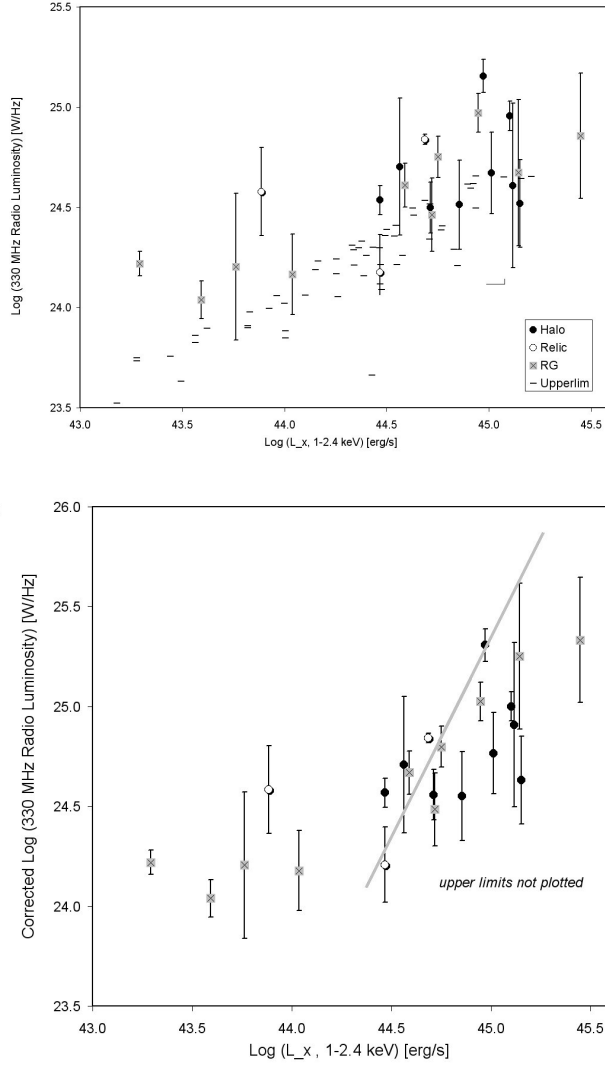 25.5
25.0
24.5
24.0
23.5
Log (330 MHz Radio Luminosity) [W/Hz]
Halo
Relic
RG
Upperlim
43.0 43.5 44.0 44.5 45.0 45.5
Log (L_x, 1-2.4 keV) [erg/s]
26.0
25.5
25.0
24.5
24.0
23.5
Corrected Log (330 MHz Radio Luminosity) [W/Hz]
upper limits not plotted
43.0 43.5 44.0 44.5 45.0 45.5
Log (L_x , 1-2.4 keV) [erg/s]